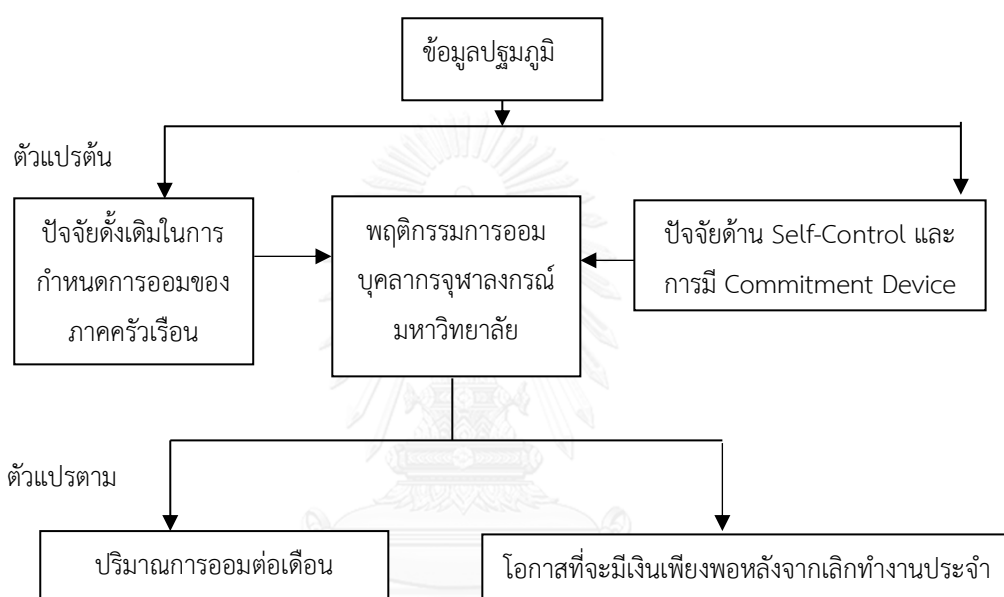 ข้อมูลปฐมภูมิ
ตัวแปรต้น
ปัจจัยดั้งเดิมในการ
กำหนดการออมของ
ภาคครัวเรือน
พฤติกรรมการออม
บุคลากรจุฬาลงกรณ์
มหาวิทยาลัย
ปัจจัยด้าน Self-Control และ
การมี Commitment Device
ตัวแปรตาม
ปริมาณการออมต่อเดือน
โอกาสที่จะมีเงินเพียงพอหลังจากเลิกทำงานประจำ